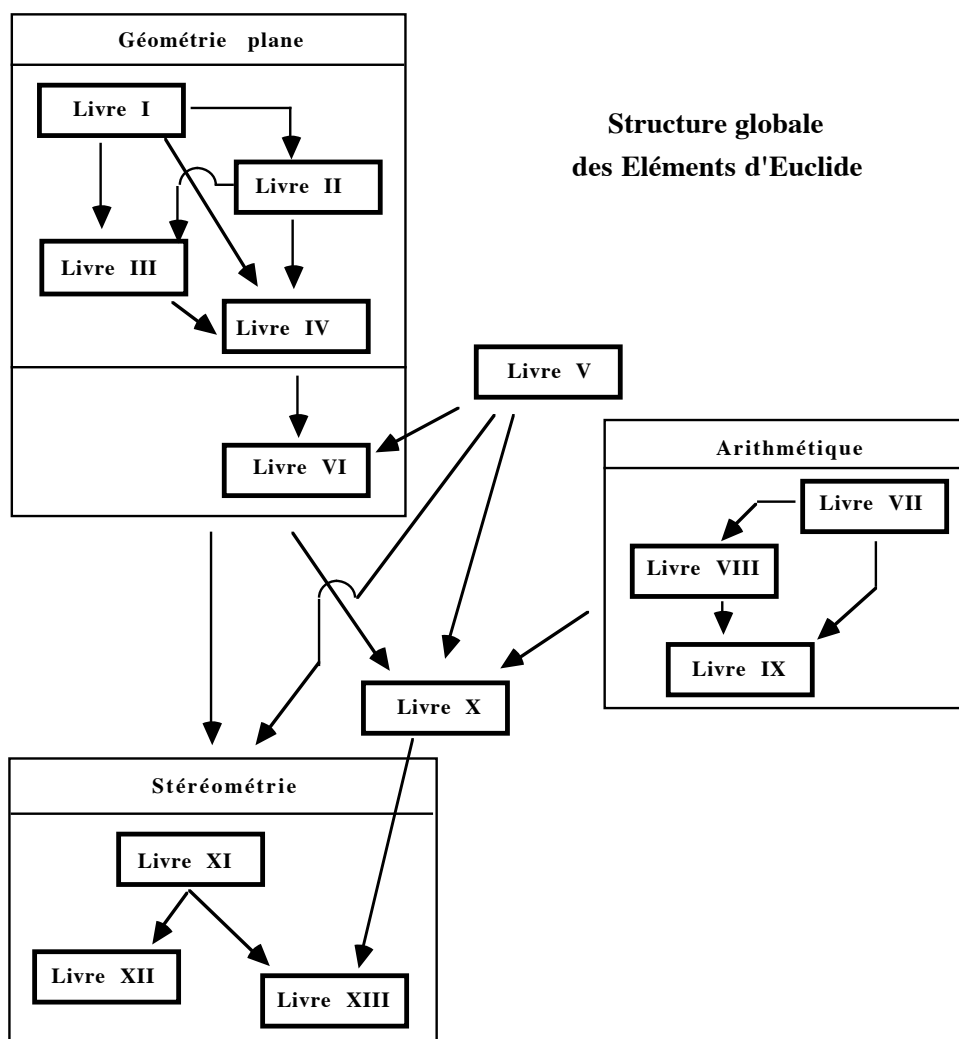 Géométrie plane
Livre I
Structure globale
des Eléments d'Euclide
Livre II
Livre III
Livre IV
Livre V
Livre VI
Arithmétique
Livre VII
Livre VIII
Livre IX
Livre X
Stéréométrie
Livre XI
Livre XII
Livre XIII